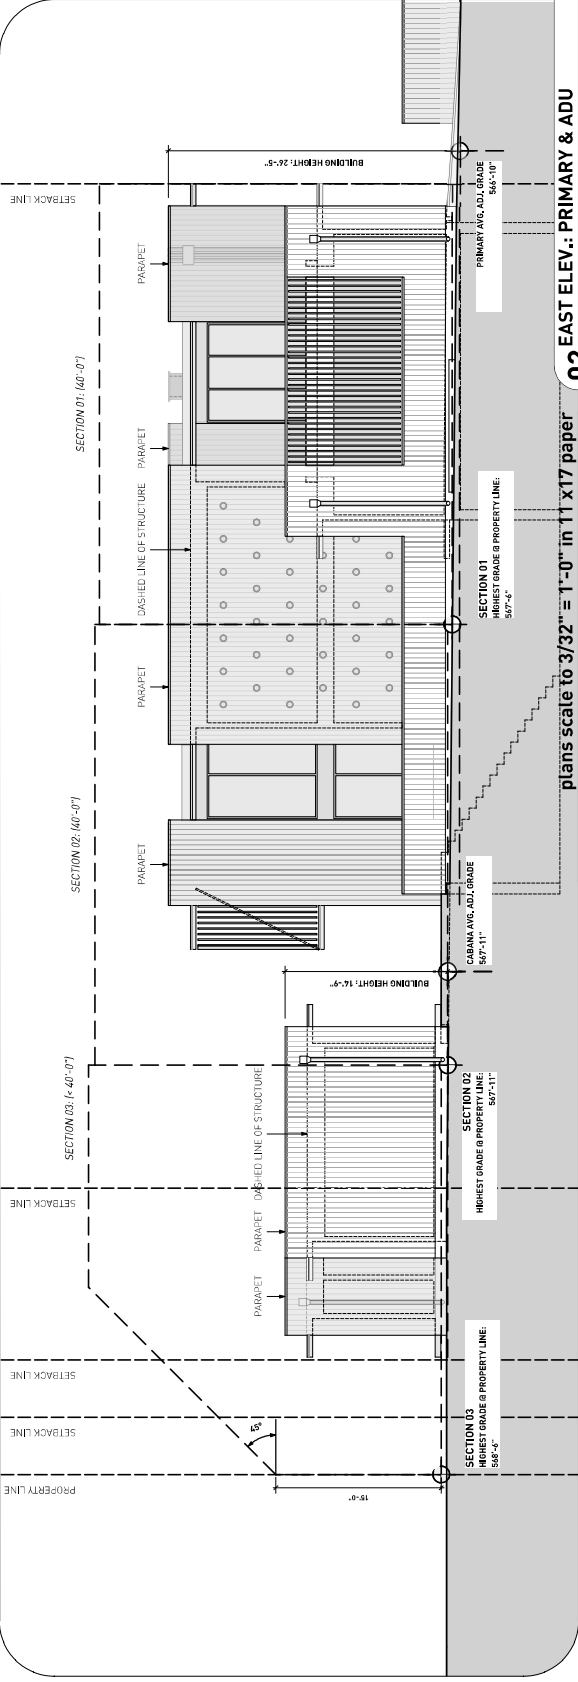 SETBACK LINE
BUILDING HEIGHT: 26'-5"
PRIMARY AVG. ADJ. GRADE
566'-10"
02 EAST ELEV.: PRIMARY & ADU
PARAPET
SECTION 01: (40'-0")
PARAPET
DASHED LINE OF STRUCTURE
plans scale to 3/32" = 1'-0" in 11 x17 paper
SECTION 01
HIGHEST GRADE @ PROPERTY LINE:
567'-6"
PARAPET
SECTION 02: (40'-0")
PARAPET
CABANA AVG. ADJ. GRADE
567'-11"
BUILDING HEIGHT: 14'-9"
SECTION 03: (< 40'-0")
DASHED LINE OF STRUCTURE
SECTION 02
HIGHEST GRADE @ PROPERTY LINE:
567'-11"
SETBACK LINE
PARAPET
PARAPET
SETBACK LINE
SETBACK LINE
45°
SECTION 03
HIGHEST GRADE @ PROPERTY LINE:
568'-6"
PROPERTY LINE
15'-0"